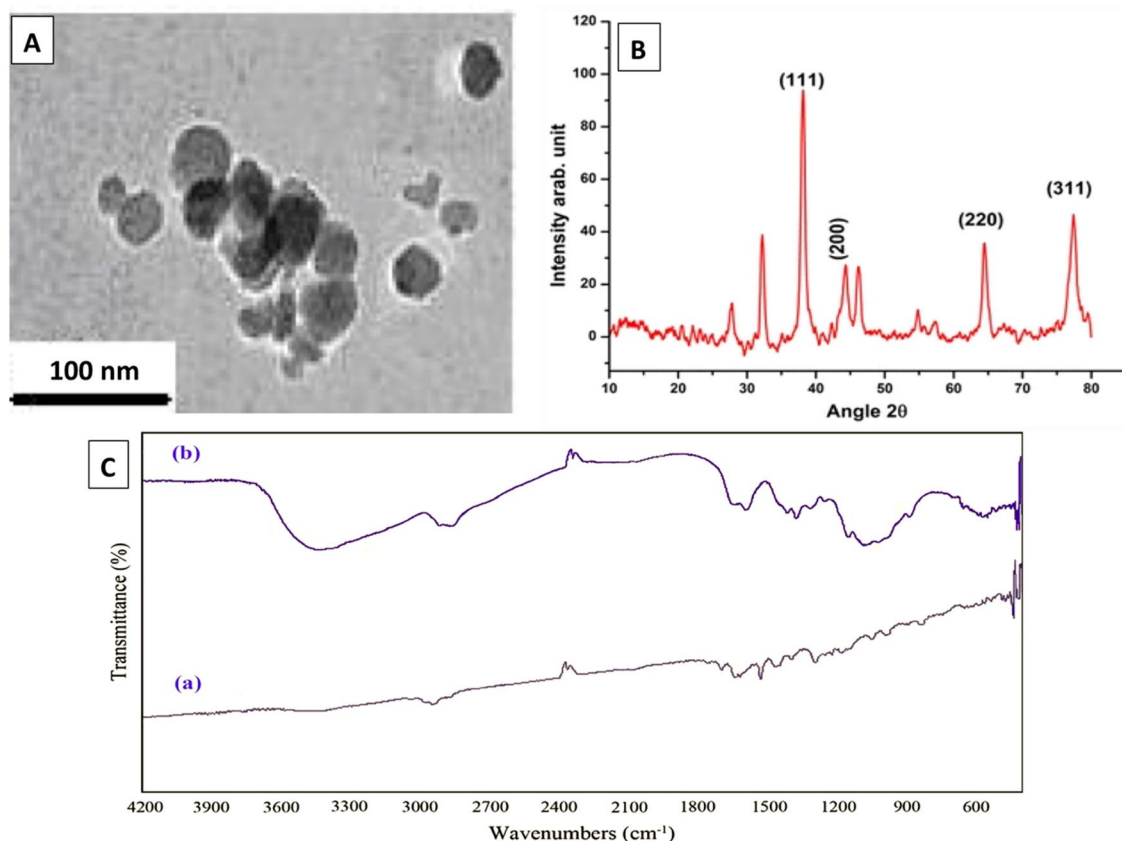 A
100 nm
B
Intensity arab. unit
120
100
80
60
40
20
0
(111)
(200)
(220)
(311)
10 20 30 40 50 60 70 80
Angle 2θ
C
(b)
(a)
Transmittance (%)
4200 3900 3600 3300 3000 2700 2400 2100 1800 1500 1200 900 600
Wavenumbers (cm-1)